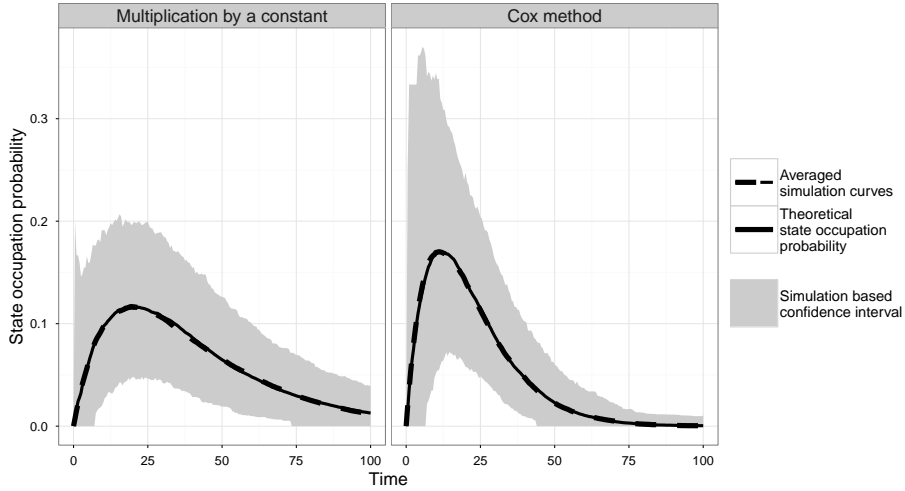 Multiplication by a constant
Cox method
State occupation probability
0.3
0.2
0.1
0.0
0 25 50 75 100
0 25 50 75 100
Time
Averaged
simulation curves
Theoretical
state occupation
probability
Simulation based
confidence interval